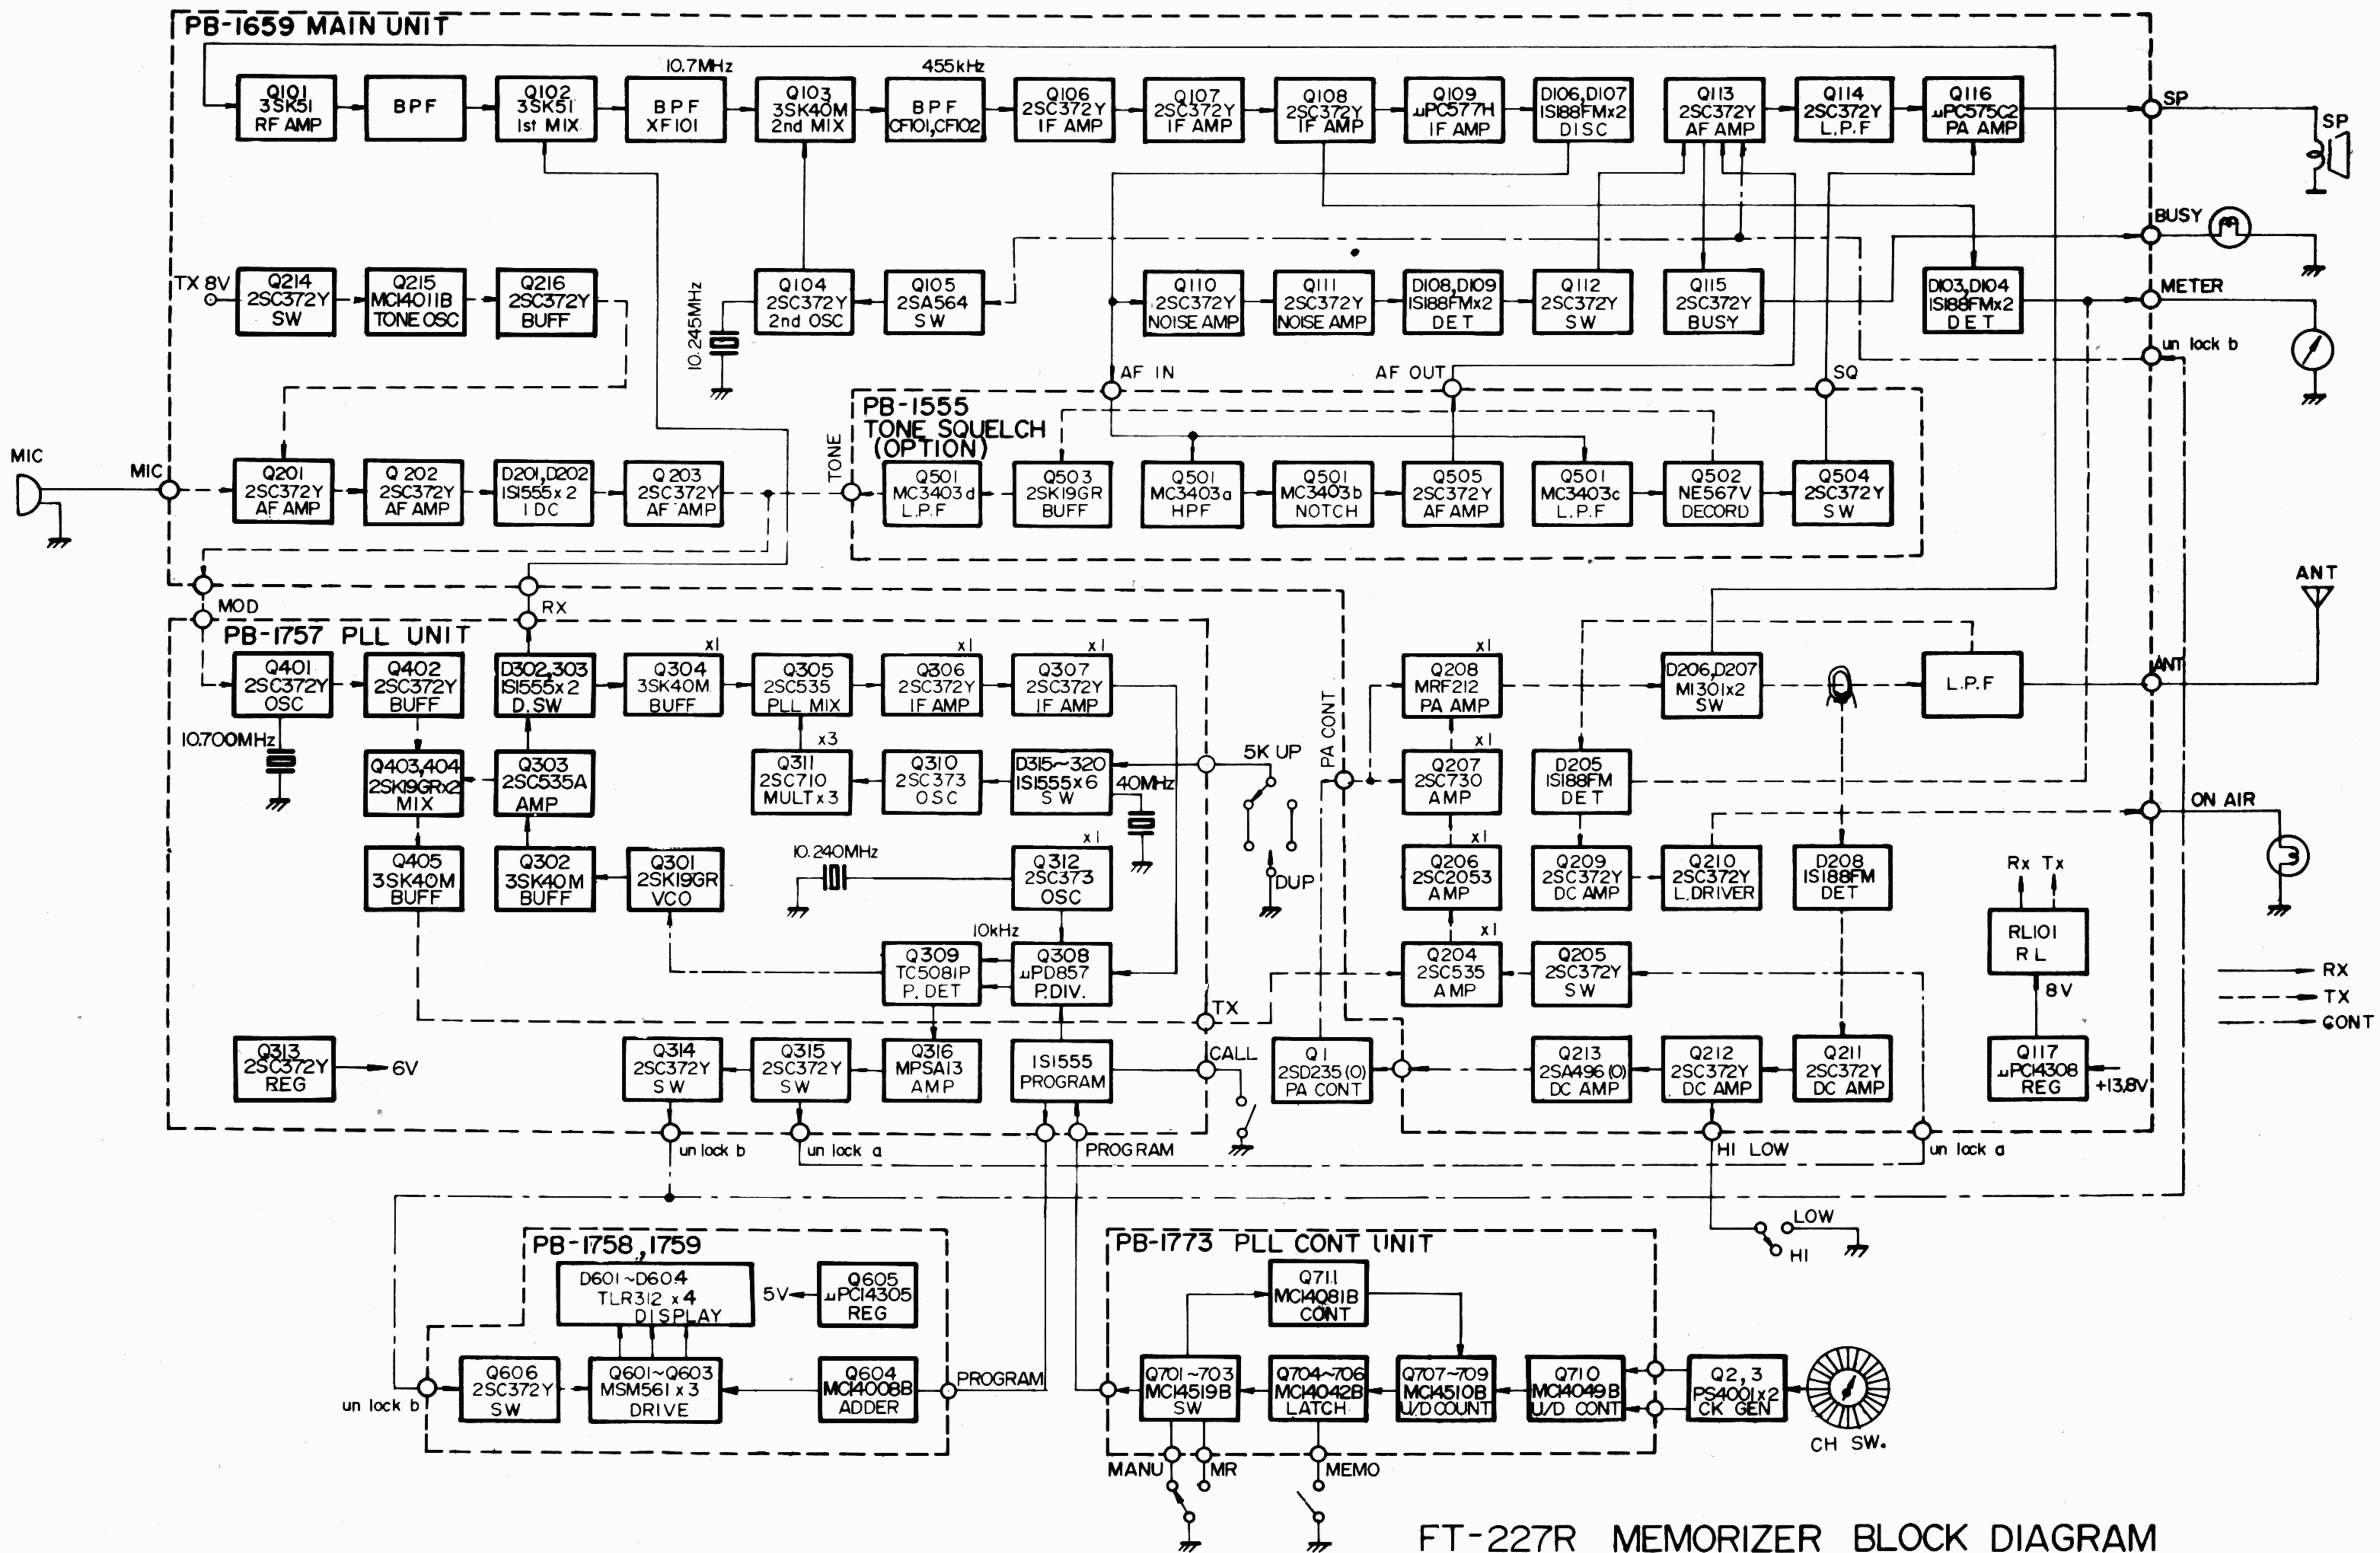 PB-1659 MAIN UNIT
Q101
3SK51
RF AMP
BPF
Q102
3SK51
1st MIX
10.7MHz
BPF
XF101
Q103
3SK40M
2nd MIX
455kHz
BPF
CF101,CF102
Q106
2SC372Y
IF AMP
Q107
2SC372Y
IF AMP
Q108
2SC372Y
IF AMP
Q109
μPC577H
IF AMP
D106,D107
1S188FMx2
DISC
Q113
2SC372Y
AF AMP
Q114
2SC372Y
L.P.F
Q116
μPC575C2
PA AMP
SP
SP
BUSY
METER
un lock b
TX 8V
Q214
2SC372Y
SW
Q215
MC14011B
TONE OSC
Q216
2SC372Y
BUFF
10.245MHz
Q104
2SC372Y
2nd OSC
Q105
2SA564
SW
Q110
2SC372Y
NOISE AMP
Q111
2SC372Y
NOISE AMP
D108,D109
1S188FMx2
DET
Q112
2SC372Y
SW
Q115
2SC372Y
BUSY
D103,D104
1S188FMx2
DET
AF IN
AF OUT
SQ
PB-1555
TONE SQUELCH
(OPTION)
TONE
MIC
MIC
Q201
2SC372Y
AF AMP
Q202
2SC372Y
AF AMP
D201,D202
1S1555x2
IDC
Q203
2SC372Y
AF AMP
Q501
MC3403d
L.P.F
Q503
2SK19GR
BUFF
Q501
MC3403a
HPF
Q501
MC3403b
NOTCH
Q505
2SC372Y
AF AMP
Q501
MC3403c
L.P.F
Q502
NE567V
DECORD
Q504
2SC372Y
SW
MOD
RX
PB-1757 PLL UNIT
Q401
2SC372Y
OSC
10.700MHz
Q402
2SC372Y
BUFF
D302,303
1S1555x2
D.SW
x1
Q304
3SK40M
BUFF
Q305
2SC535
PLL MIX
x1
Q306
2SC372Y
IF AMP
x1
Q307
2SC372Y
IF AMP
Q403,404
2SK19GRx2
MIX
Q303
2SC535A
AMP
x3
Q311
2SC710
MULTx3
Q310
2SC373
OSC
D315~320
1S1555x6
SW
40MHz
5K UP
DUP
Q405
3SK40M
BUFF
Q302
3SK40M
BUFF
Q301
2SK19GR
VCO
10.240MHz
x1
Q312
2SC373
OSC
10kHz
Q309
TC5081P
P. DET
Q308
μPD857
P.DIV.
TX
Q313
2SC372Y
REG
6V
Q314
2SC372Y
SW
Q315
2SC372Y
SW
Q316
MPSA13
AMP
1S1555
PROGRAM
CALL
un lock b
un lock a
PROGRAM
PA CONT
x1
Q208
MRF212
PA AMP
D206,D207
MI301x2
SW
L.P.F
ANT
ANT
x1
Q207
2SC730
AMP
D205
1S188FM
DET
ON AIR
x1
Q206
2SC2053
AMP
Q209
2SC372Y
DC AMP
Q210
2SC372Y
L.DRIVER
D208
1S188FM
DET
Rx Tx
RL101
RL
8V
x1
Q204
2SC535
AMP
Q205
2SC372Y
SW
Q1
2SD235(O)
PA CONT
Q213
2SA496(O)
DC AMP
Q212
2SC372Y
DC AMP
Q211
2SC372Y
DC AMP
Q117
μPC14308
REG
+13.8V
RX
TX
CONT
HI LOW
un lock a
LOW
HI
PB-1758,1759
D601~D604
TLR312 x4
DISPLAY
5V
Q605
μPC14305
REG
Q606
2SC372Y
SW
Q601~Q603
MSM561x3
DRIVE
Q604
MC14008B
ADDER
un lock b
PROGRAM
PB-1773 PLL CONT UNIT
Q711
MC14081B
CONT
Q701~703
MC14519B
SW
Q704~706
MC14042B
LATCH
Q707~709
MC14510B
U/D COUNT
Q710
MC14049B
U/D CONT
Q2,3
PS4001x2
CK GEN
CH SW.
MANU
MR
MEMO
FT-227R MEMORIZER BLOCK DIAGRAM